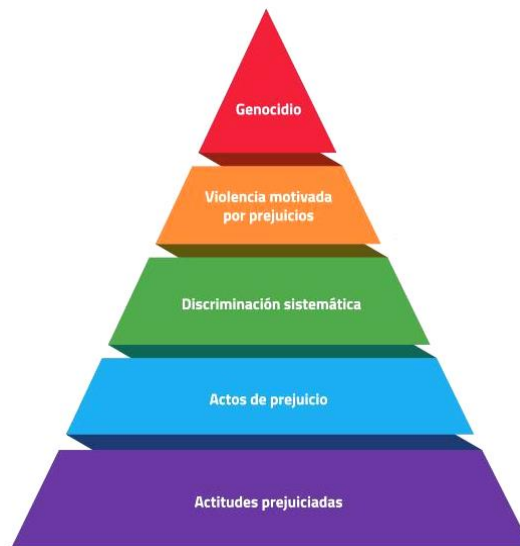 Genocidio
Violencia motivada
por prejuicios
Discriminación sistemática
Actos de prejuicio
Actitudes prejuiciadas